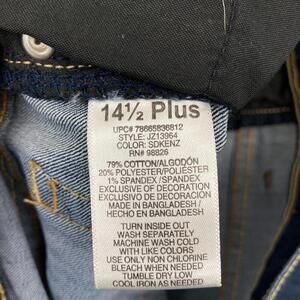 14½ Plus
UPC# 78665836812
STYLE: JZ13964
COLOR: SDKENZ
RN# 98826
79% COTTON/ALGODÓN
20% POLYESTER/POLIÉSTER
1% SPANDEX / SPANDEX
EXCLUSIVE OF DECORATION
EXCLUSIVO DE DECORACIÓN
MADE IN BANGLADESH /
HECHO EN BANGLADESH
TURN INSIDE OUT
WASH SEPARATELY
MACHINE WASH COLD
WITH LIKE COLORS
USE ONLY NON CHLORINE
BLEACH WHEN NEEDED
TUMBLE DRY LOW
COOL IRON AS NEEDED